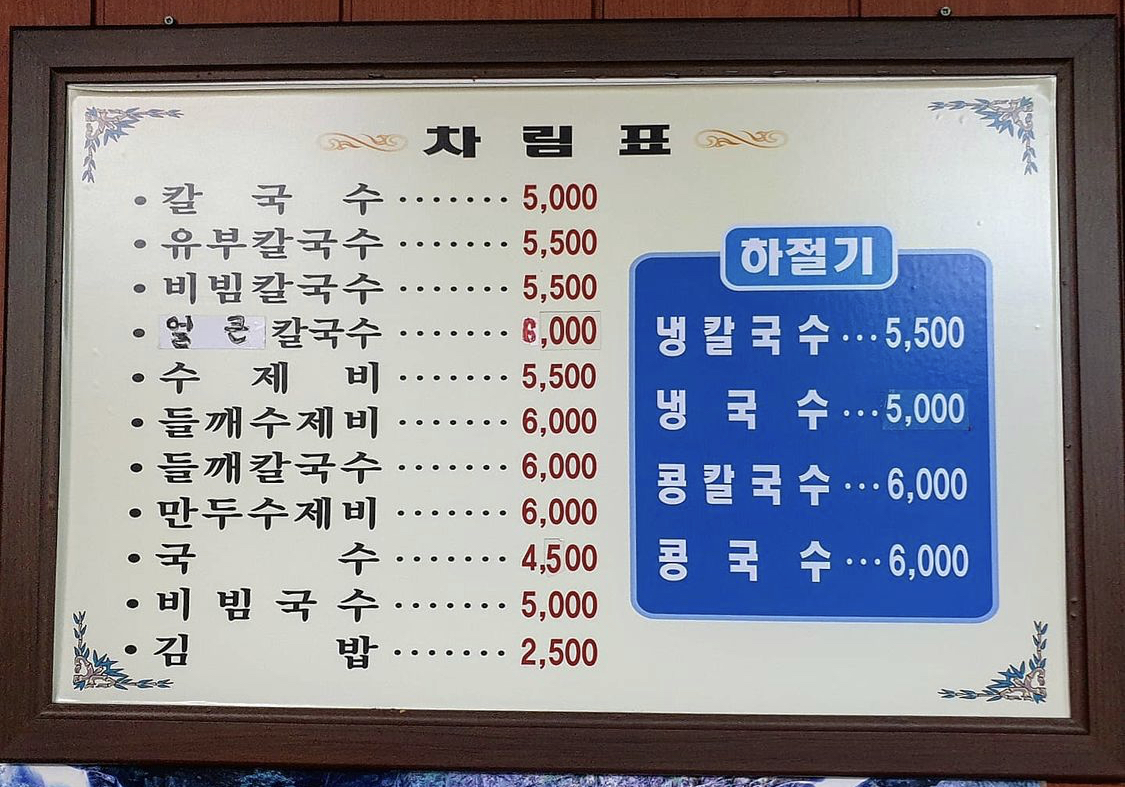 차림표
• 칼국수 ······· 5,000
• 유부칼국수 ······· 5,500
• 비빔칼국수 ······· 5,500
• 얼큰칼국수 ······· 6,000
• 수제비 ······· 5,500
• 들깨수제비 ······· 6,000
• 들깨칼국수 ······· 6,000
• 만두수제비 ······· 6,000
• 국수 ······· 4,500
• 비빔국수 ······· 5,000
• 김밥 ······· 2,500
하절기
냉칼국수 ··· 5,500
냉국수 ··· 5,000
콩칼국수 ··· 6,000
콩국수 ··· 6,000